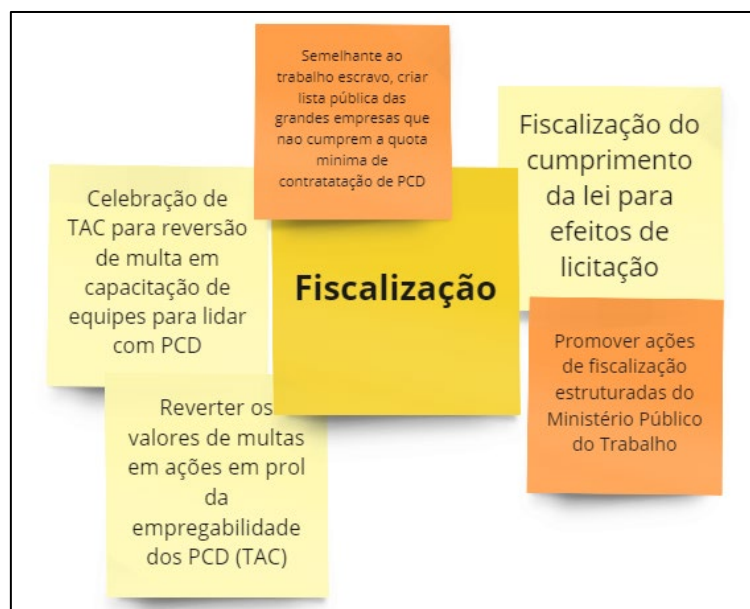 Semelhante ao
trabalho escravo, criar
lista pública das
grandes empresas que
nao cumprem a quota
minima de
contratatação de PCD
Fiscalização do
cumprimento
da lei para
efeitos de
licitação
Celebração de
TAC para reversão
de multa em
capacitação de
equipes para lidar
com PCD
Fiscalização
Promover ações
de fiscalização
estruturadas do
Ministério Público
do Trabalho
Reverter os
valores de multas
em ações em prol
da
empregabilidade
dos PCD (TAC)